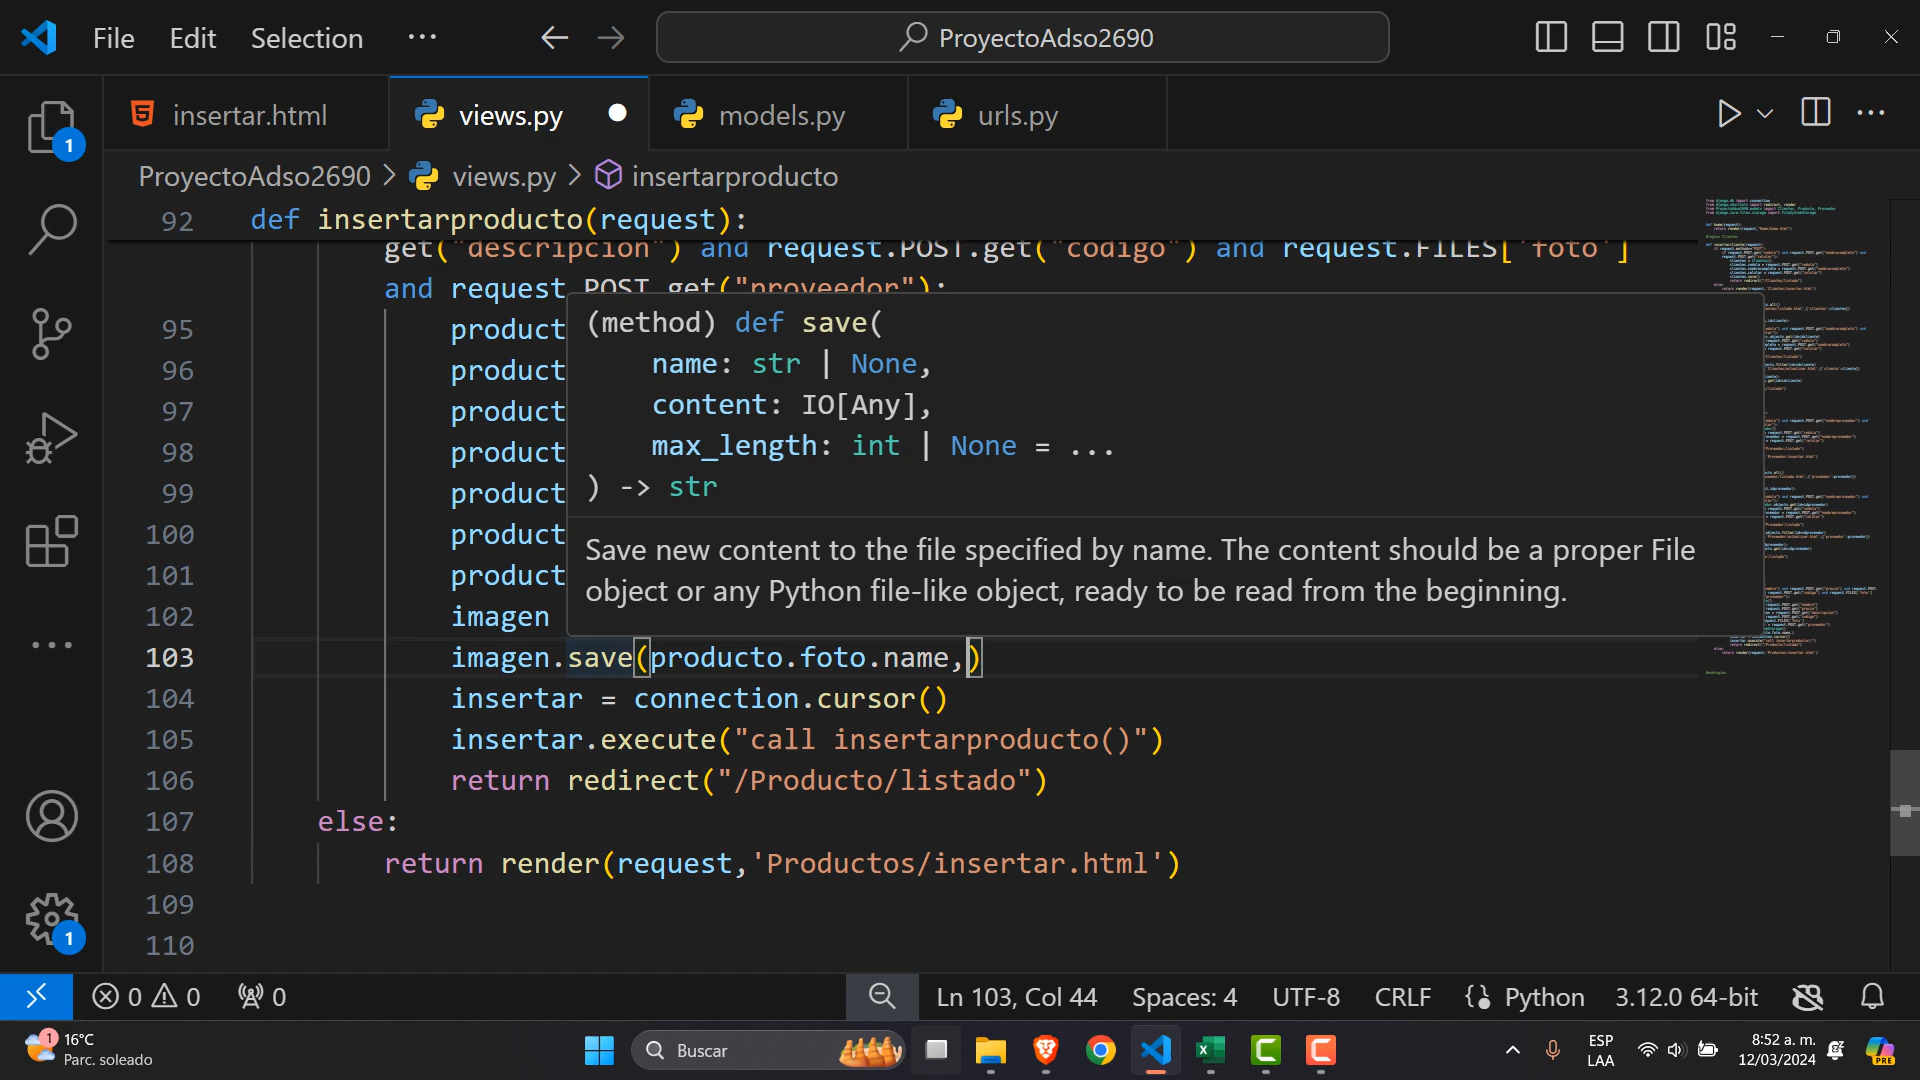 File Edit Selection ··· ProyectoAdso2690
insertar.html views.py models.py urls.py
ProyectoAdso2690 > views.py > insertarproducto
92 def insertarproducto(request):
get("descripcion") and request.POST.get("codigo") and request.FILES["foto"]
and request.POST.get("proveedor"):
95 product
96 product
97 product
98 product
99 product
100 product
101 product
102 imagen
(method) def save(
name: str | None,
content: IO[Any],
max_length: int | None = ...
) -> str
Save new content to the file specified by name. The content should be a proper File
object or any Python file-like object, ready to be read from the beginning.
103 imagen.save(producto.foto.name,)
104 insertar = connection.cursor()
105 insertar.execute("call insertarproducto()")
106 return redirect("/Producto/listado")
107 else:
108 return render(request,'Productos/insertar.html')
109
110
1
1
0 0 0 Ln 103, Col 44 Spaces: 4 UTF-8 CRLF Python 3.12.0 64-bit
1 16°C
Parc. soleado
Buscar
ESP
LAA
8:52 a. m.
12/03/2024
PRE